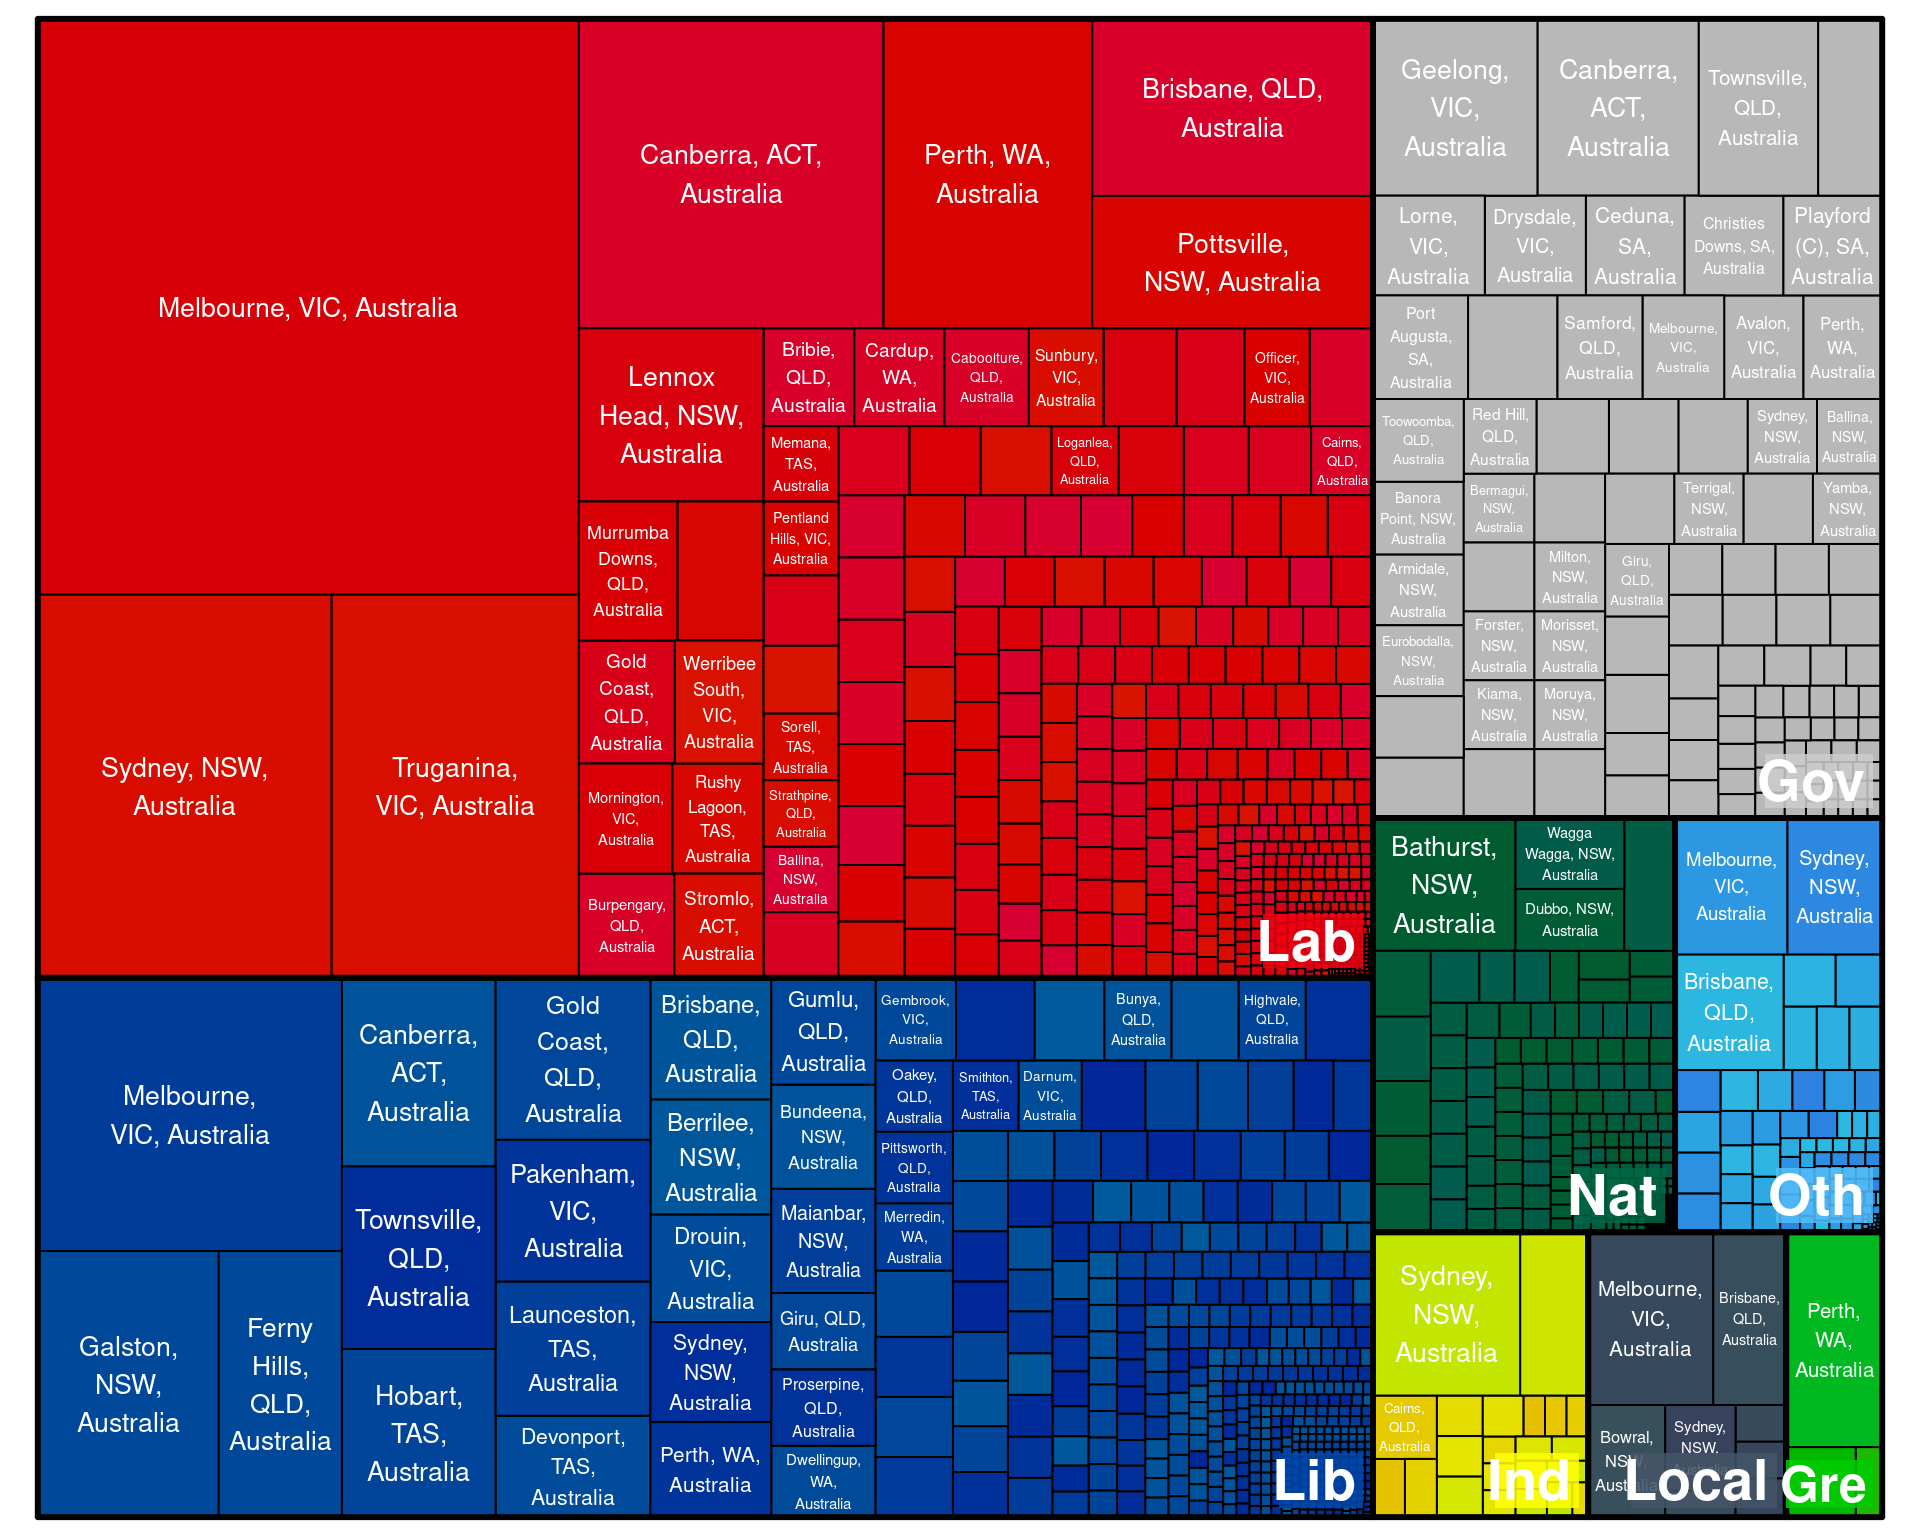 Melbourne, VIC, Australia
Sydney, NSW,
Australia
Truganina,
VIC, Australia
Canberra, ACT,
Australia
Perth, WA,
Australia
Brisbane, QLD,
Australia
Pottsville,
NSW, Australia
Lennox
Head, NSW,
Australia
Murrumba
Downs,
QLD,
Australia
Gold
Coast,
QLD,
Australia
Werribee
South,
VIC,
Australia
Mornington,
VIC,
Australia
Rushy
Lagoon,
TAS,
Australia
Burpengary,
QLD,
Australia
Stromlo,
ACT,
Australia
Bribie,
QLD,
Australia
Cardup,
WA,
Australia
Caboolture,
QLD,
Australia
Sunbury,
VIC,
Australia
Officer,
VIC,
Australia
Memana,
TAS,
Australia
Loganlea,
QLD,
Australia
Cairns,
QLD,
Australia
Pentland
Hills, VIC,
Australia
Sorell,
TAS,
Australia
Strathpine,
QLD,
Australia
Ballina,
NSW,
Australia
Lab
Geelong,
VIC,
Australia
Canberra,
ACT,
Australia
Townsville,
QLD,
Australia
Lorne,
VIC,
Australia
Drysdale,
VIC,
Australia
Ceduna,
SA,
Australia
Christies
Downs, SA,
Australia
Playford
(C), SA,
Australia
Port
Augusta,
SA,
Australia
Samford,
QLD,
Australia
Melbourne,
VIC,
Australia
Avalon,
VIC,
Australia
Perth,
WA,
Australia
Toowoomba,
QLD,
Australia
Red Hill,
QLD,
Australia
Sydney,
NSW,
Australia
Ballina,
NSW,
Australia
Banora
Point, NSW,
Australia
Bermagui,
NSW,
Australia
Terrigal,
NSW,
Australia
Yamba,
NSW,
Australia
Armidale,
NSW,
Australia
Milton,
NSW,
Australia
Giru,
QLD,
Australia
Eurobodalla,
NSW,
Australia
Forster,
NSW,
Australia
Morisset,
NSW,
Australia
Kiama,
NSW,
Australia
Moruya,
NSW,
Australia
Gov
Melbourne,
VIC, Australia
Galston,
NSW,
Australia
Ferny
Hills,
QLD,
Australia
Canberra,
ACT,
Australia
Townsville,
QLD,
Australia
Hobart,
TAS,
Australia
Gold
Coast,
QLD,
Australia
Pakenham,
VIC,
Australia
Launceston,
TAS,
Australia
Devonport,
TAS,
Australia
Brisbane,
QLD,
Australia
Berrilee,
NSW,
Australia
Drouin,
VIC,
Australia
Sydney,
NSW,
Australia
Perth, WA,
Australia
Gumlu,
QLD,
Australia
Bundeena,
NSW,
Australia
Maianbar,
NSW,
Australia
Giru, QLD,
Australia
Proserpine,
QLD,
Australia
Dwellingup,
WA,
Australia
Gembrook,
VIC,
Australia
Bunya,
QLD,
Australia
Highvale,
QLD,
Australia
Oakey,
QLD,
Australia
Smithton,
TAS,
Australia
Darnum,
VIC,
Australia
Pittsworth,
QLD,
Australia
Merredin,
WA,
Australia
Lib
Bathurst,
NSW,
Australia
Wagga
Wagga, NSW,
Australia
Dubbo, NSW,
Australia
Nat
Melbourne,
VIC,
Australia
Sydney,
NSW,
Australia
Brisbane,
QLD,
Australia
Oth
Sydney,
NSW,
Australia
Cairns,
QLD,
Australia
Ind
Melbourne,
VIC,
Australia
Brisbane,
QLD,
Australia
Bowral,
NSW,
Australia
Sydney,
NSW,
Australia
Local
Perth,
WA,
Australia
Gre